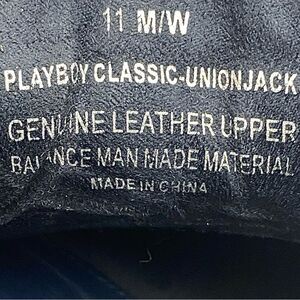 11 M/W
PLAYBOY CLASSIC-UNIONJACK
GENUINE LEATHER UPPER
BALANCE MAN MADE MATERIAL
MADE IN CHINA